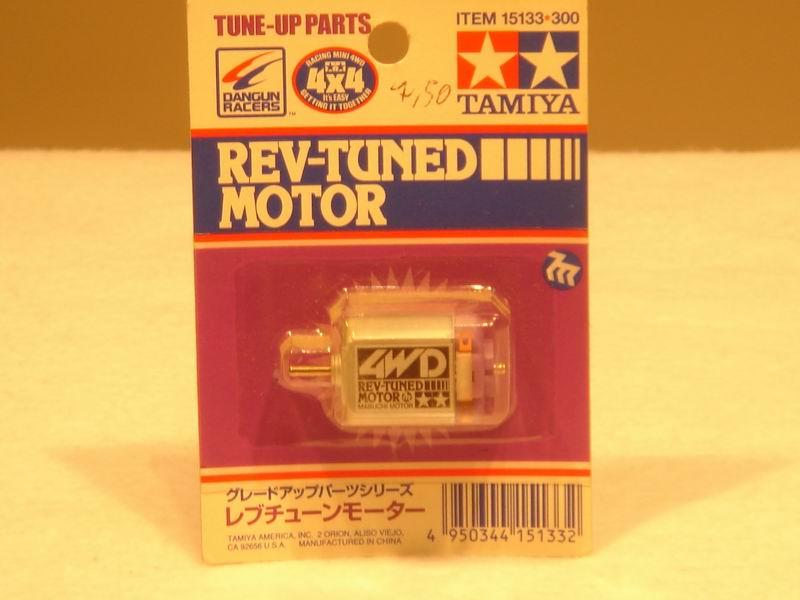 TUNE-UP PARTS
ITEM 15133•300
DANGUN
RACERS
™
RACING MINI 4WD
4x4
It's EASY
GETTING IT TOGETHER
7,50
TAMIYA
REV-TUNED
MOTOR
4WD
REV-TUNED
MOTOR
MABUCHI MOTOR
グレードアップパーツシリーズ
レブチューンモーター
TAMIYA AMERICA, INC. 2 ORION, ALISO VIEJO,
CA 92656 U.S.A. MANUFACTURED IN CHINA
4 950344 151332